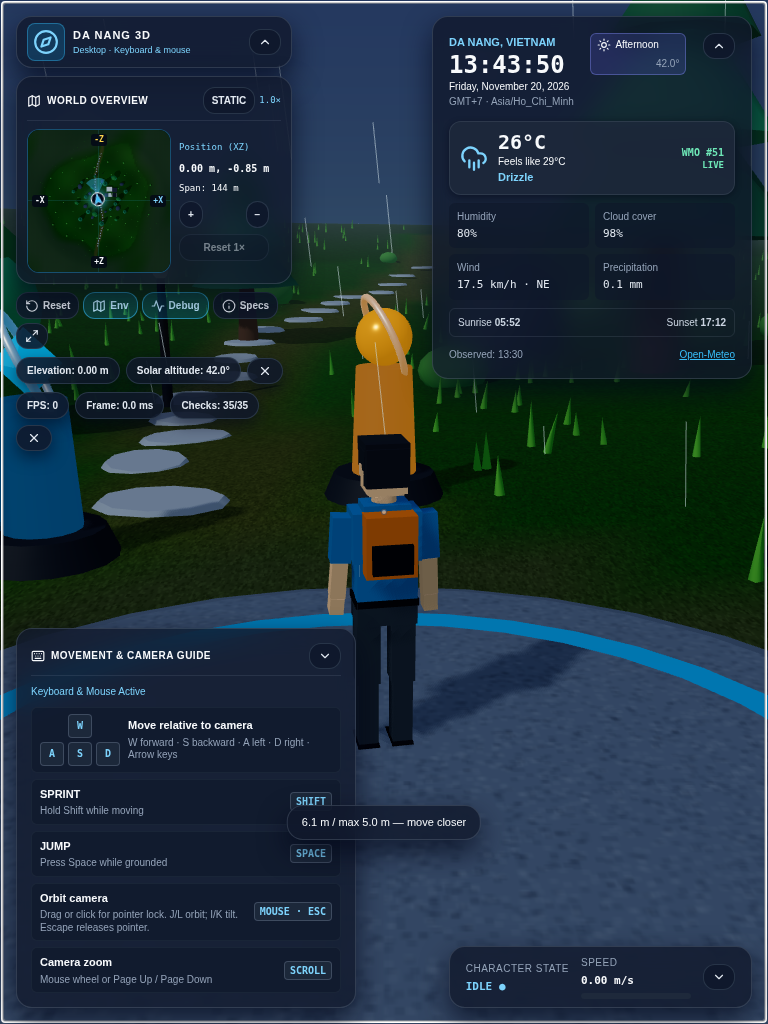 DA NANG 3D
Desktop · Keyboard & mouse
WORLD OVERVIEW
STATIC
1.0×
-Z
-X
+X
+Z
Position (XZ)
0.00 m, -0.85 m
Span: 144 m
+
−
Reset 1×
Reset
Env
Debug
Specs
Elevation: 0.00 m
Solar altitude: 42.0°
FPS: 0
Frame: 0.0 ms
Checks: 35/35
DA NANG, VIETNAM
13:43:50
Friday, November 20, 2026
GMT+7 · Asia/Ho_Chi_Minh
Afternoon
42.0°
26°C
Feels like 29°C
Drizzle
WMO #51
LIVE
Humidity
80%
Cloud cover
98%
Wind
17.5 km/h · NE
Precipitation
0.1 mm
Sunrise 05:52
Sunset 17:12
Observed: 13:30
Open-Meteo
MOVEMENT & CAMERA GUIDE
Keyboard & Mouse Active
W
A S D
Move relative to camera
W forward · S backward · A left · D right ·
Arrow keys
SPRINT
Hold Shift while moving
SHIFT
6.1 m / max 5.0 m — move closer
JUMP
Press Space while grounded
SPACE
Orbit camera
Drag or click for pointer lock. J/L orbit; I/K tilt.
Escape releases pointer.
MOUSE · ESC
Camera zoom
Mouse wheel or Page Up / Page Down
SCROLL
CHARACTER STATE
IDLE
SPEED
0.00 m/s